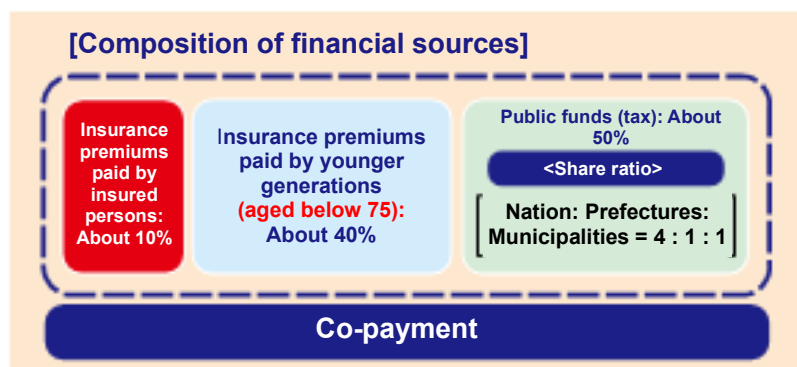 [Composition of financial sources]
Insurance
premiums
paid by
insured
persons:
About 10%
Insurance premiums
paid by younger
generations
(aged below 75):
About 40%
Public funds (tax): About
50%
<Share ratio>
Nation: Prefectures:
Municipalities = 4 : 1 : 1
Co-payment